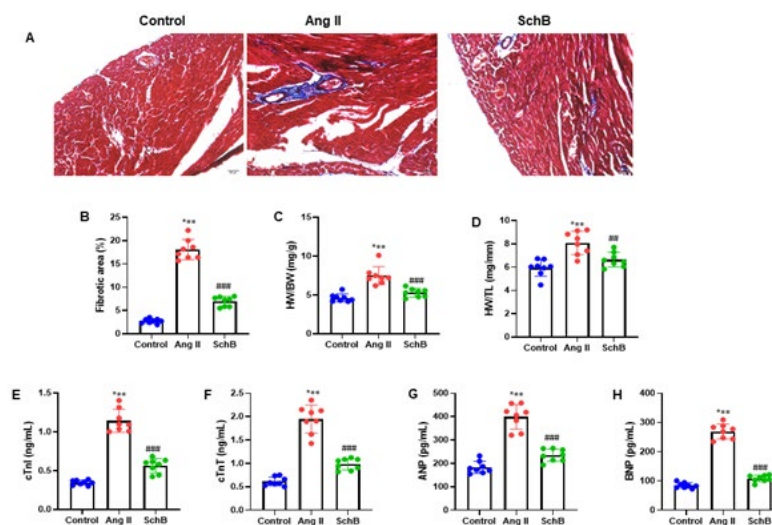 Control Ang II SchB
A
B
Fibrotic area (%)
25
20
15
10
5
0
***
###
Control Ang II SchB
C
HW/BW (mg/g)
15
10
5
0
***
###
Control Ang II SchB
D
HW/TL (mg/mm)
10
8
6
4
2
0
***
##
Control Ang II SchB
E
cTnI (ng/mL)
1.5
1.0
0.5
0.0
***
###
Control Ang II SchB
F
cTnT (ng/mL)
2.5
2.0
1.5
1.0
0.5
0.0
***
###
Control Ang II SchB
G
ANP (pg/mL)
600
400
200
0
***
###
Control Ang II SchB
H
BNP (pg/mL)
400
300
200
100
0
***
###
Control Ang II SchB